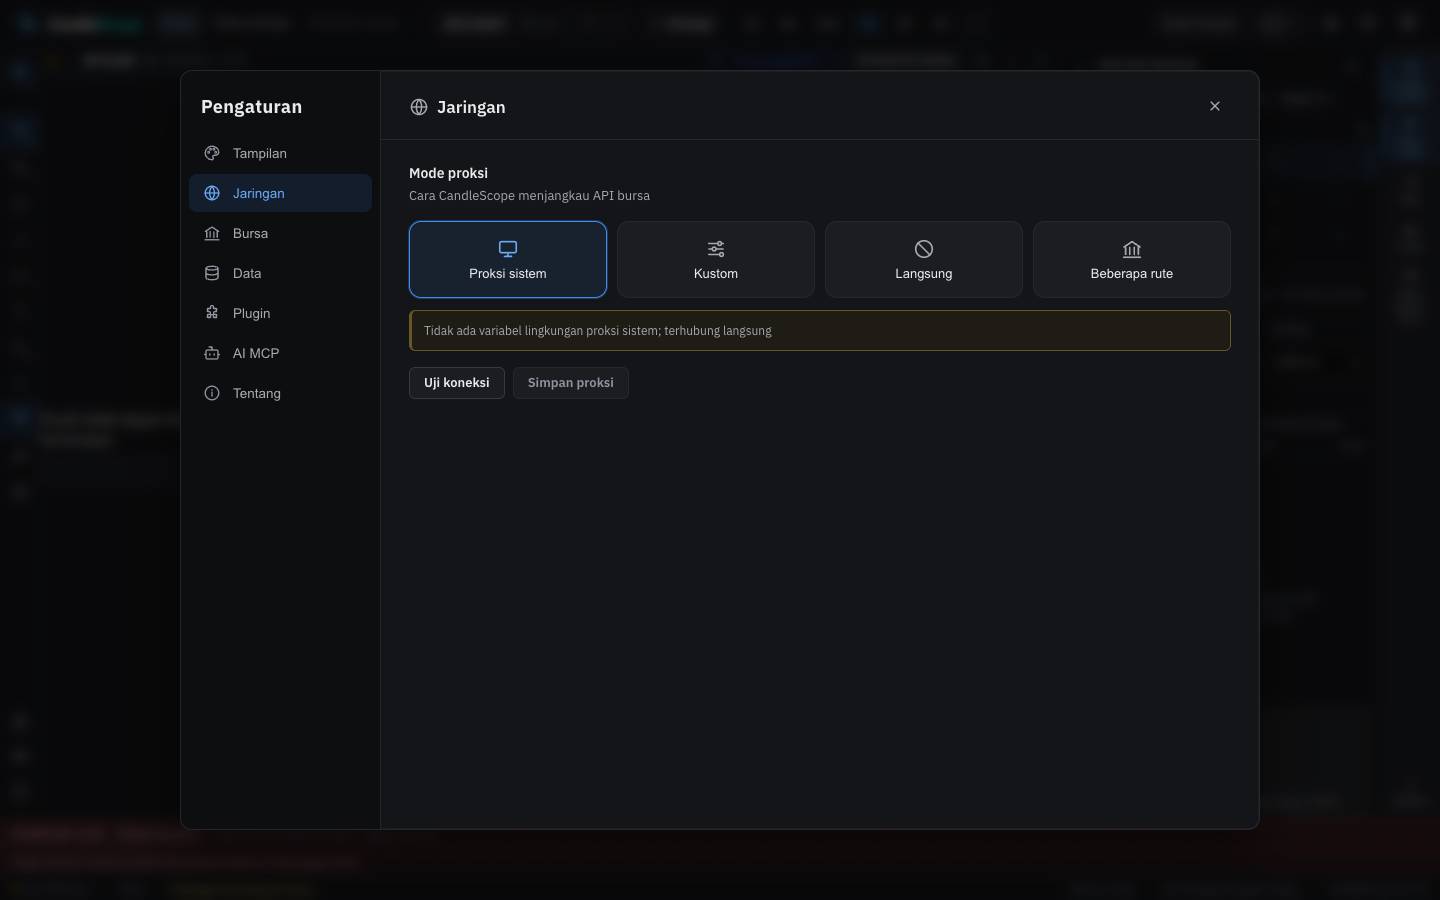 Pengaturan
Tampilan
Jaringan
Bursa
Data
Plugin
AI MCP
Tentang
Jaringan
Mode proksi
Cara CandleScope menjangkau API bursa
Proksi sistem
Kustom
Langsung
Beberapa rute
Tidak ada variabel lingkungan proksi sistem; terhubung langsung
Uji koneksi
Simpan proksi